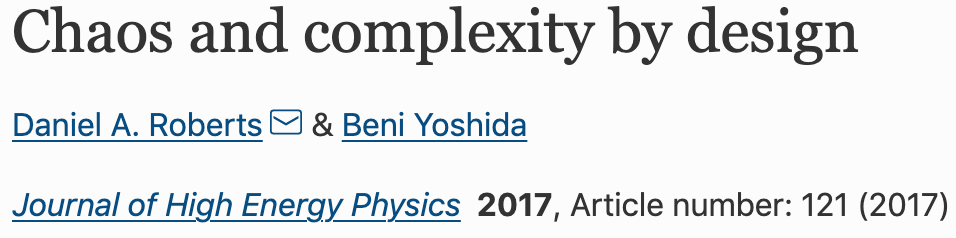 Chaos and complexity by design
Daniel A. Roberts & Beni Yoshida
Journal of High Energy Physics 2017, Article number: 121 (2017)